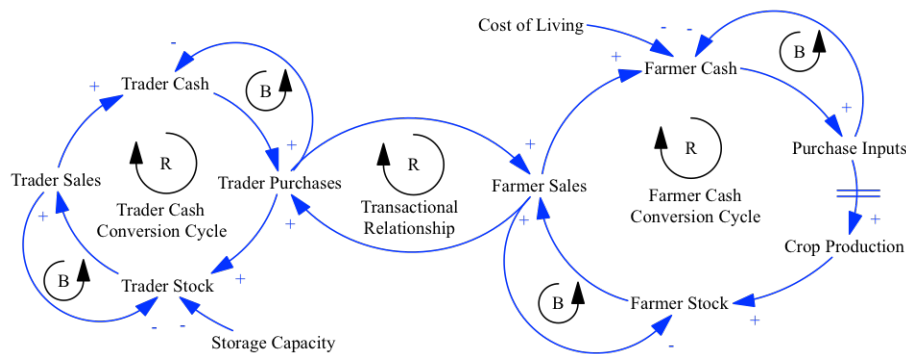 Cost of Living
-
-
-
-
B
+
+
Trader Cash
Farmer Cash
B
+
+
+
R
R
Purchase Inputs
Trader Sales
Trader Purchases
R
Farmer Sales
Trader Cash
Conversion Cycle
Transactional
Relationship
Farmer Cash
Conversion Cycle
+
+
+
+
+
Crop Production
B
+
Trader Stock
B
Farmer Stock
+
-
-
-
Storage Capacity